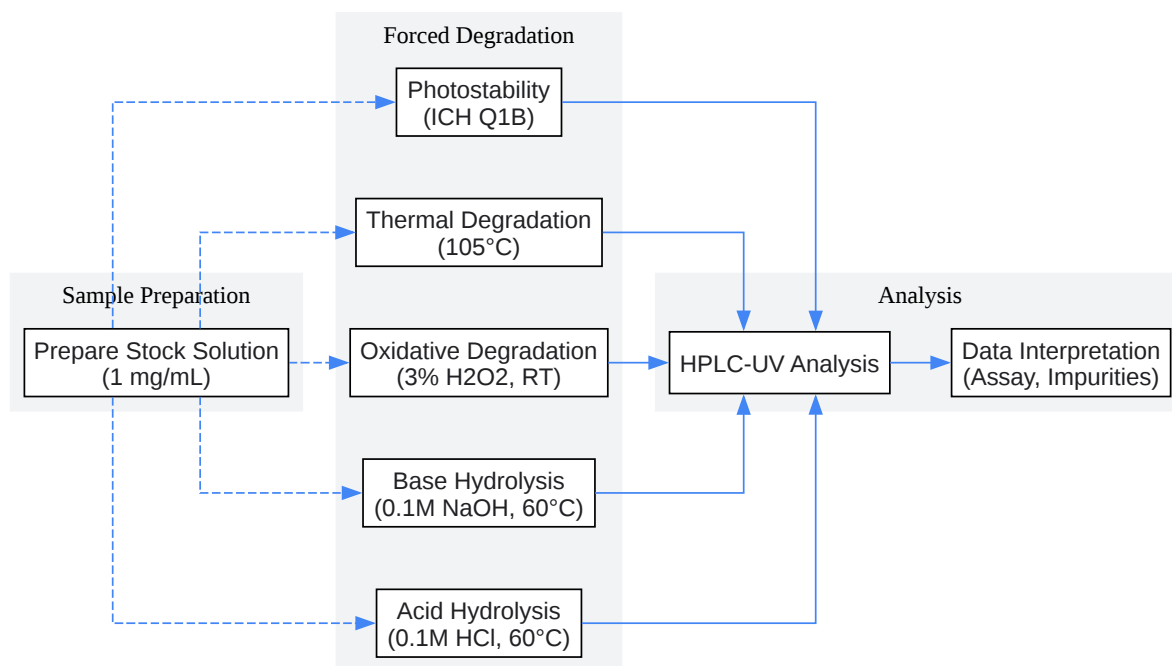 Forced Degradation
Photostability
(ICH Q1B)
Thermal Degradation
(105°C)
Sample Preparation
Analysis
Prepare Stock Solution
(1 mg/mL)
Oxidative Degradation
(3% H2O2, RT)
HPLC-UV Analysis
Data Interpretation
(Assay, Impurities)
Base Hydrolysis
(0.1M NaOH, 60°C)
Acid Hydrolysis
(0.1M HCl, 60°C)